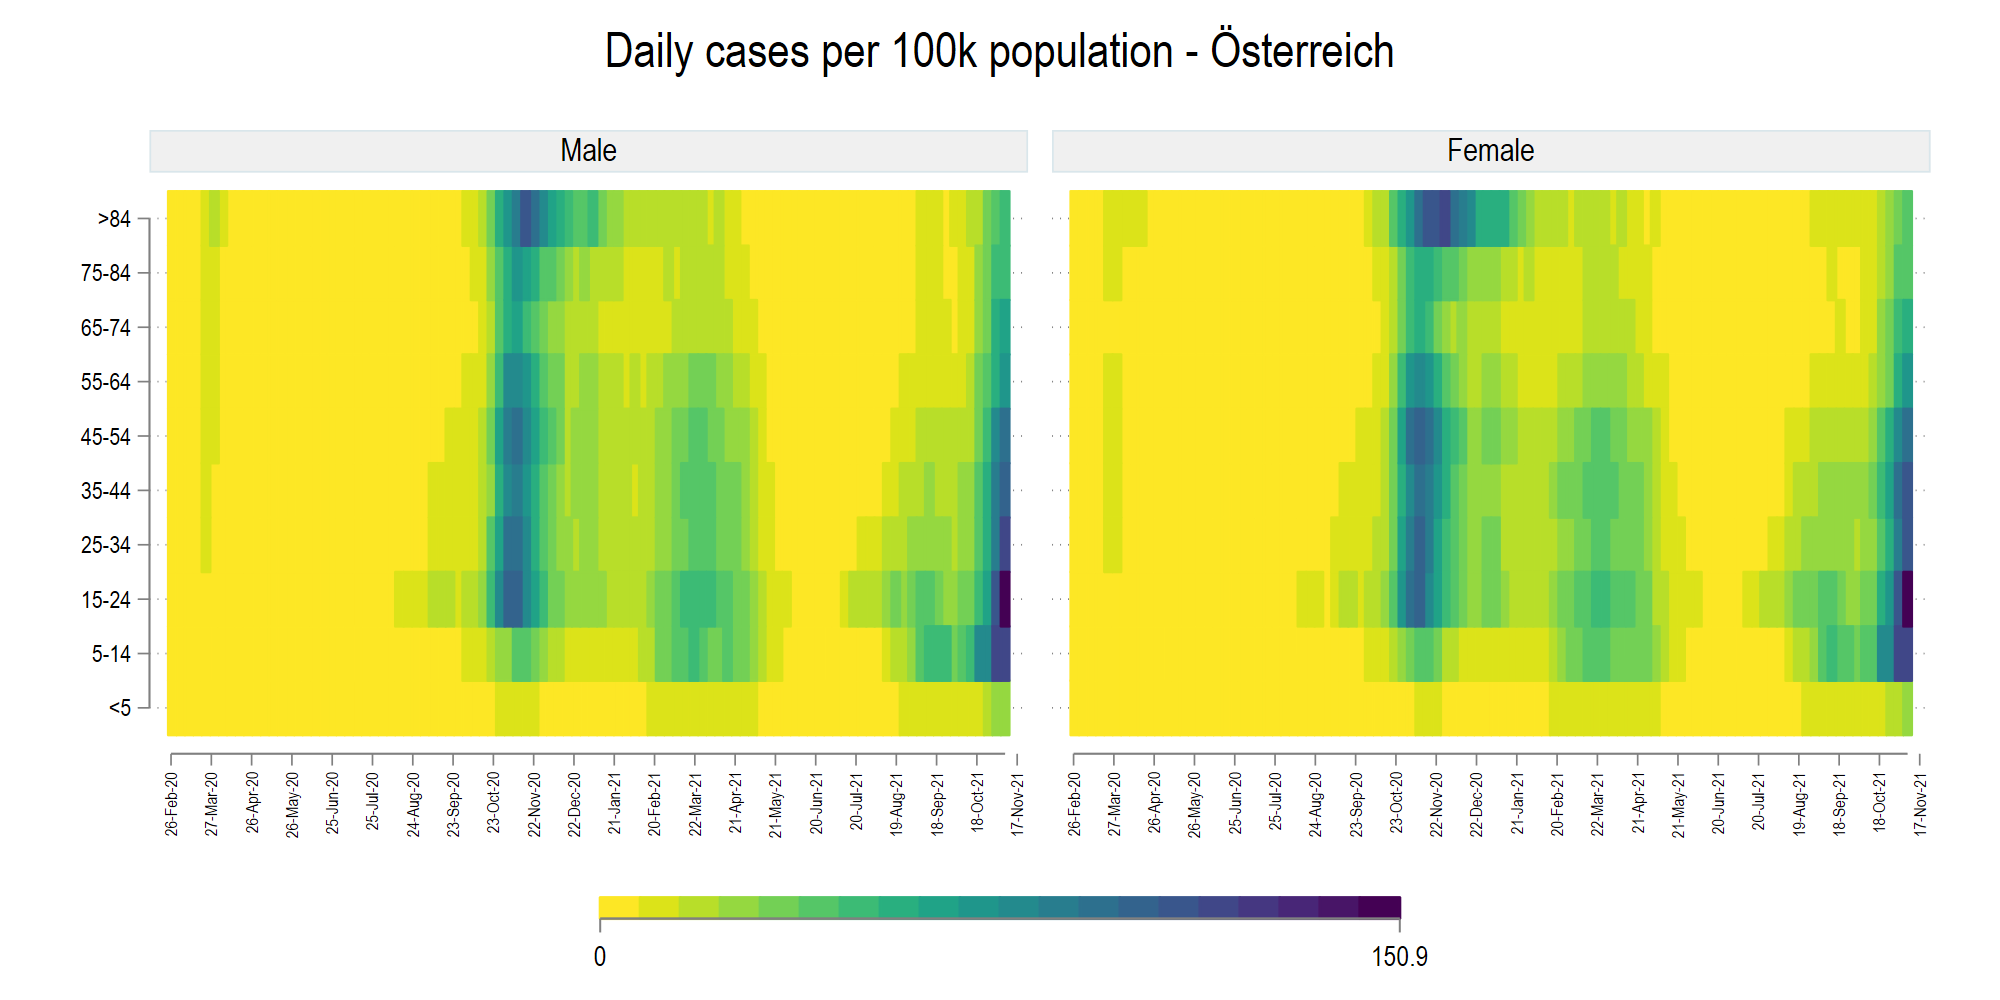 Daily cases per 100k population - Österreich
Male
Female
>84
75-84
65-74
55-64
45-54
35-44
25-34
15-24
5-14
<5
26-Feb-20
27-Mar-20
26-Apr-20
26-May-20
25-Jun-20
25-Jul-20
24-Aug-20
23-Sep-20
23-Oct-20
22-Nov-20
22-Dec-20
21-Jan-21
20-Feb-21
22-Mar-21
21-Apr-21
21-May-21
20-Jun-21
20-Jul-21
19-Aug-21
18-Sep-21
18-Oct-21
17-Nov-21
26-Feb-20
27-Mar-20
26-Apr-20
26-May-20
25-Jun-20
25-Jul-20
24-Aug-20
23-Sep-20
23-Oct-20
22-Nov-20
22-Dec-20
21-Jan-21
20-Feb-21
22-Mar-21
21-Apr-21
21-May-21
20-Jun-21
20-Jul-21
19-Aug-21
18-Sep-21
18-Oct-21
17-Nov-21
0
150.9